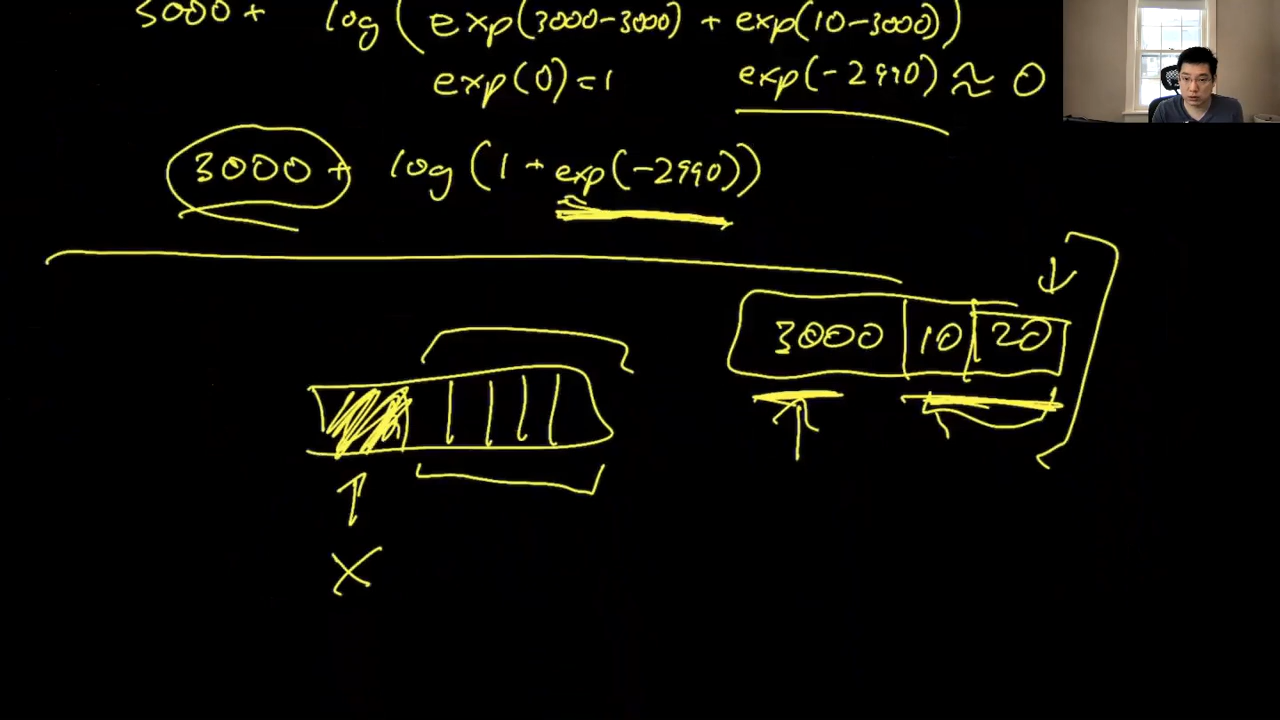 3000 + log(exp(3000-3000) + exp(10-3000))
exp(0)=1 exp(-2990) ≈ 0
3000 + log(1 + exp(-2990))
3000 10 20
X